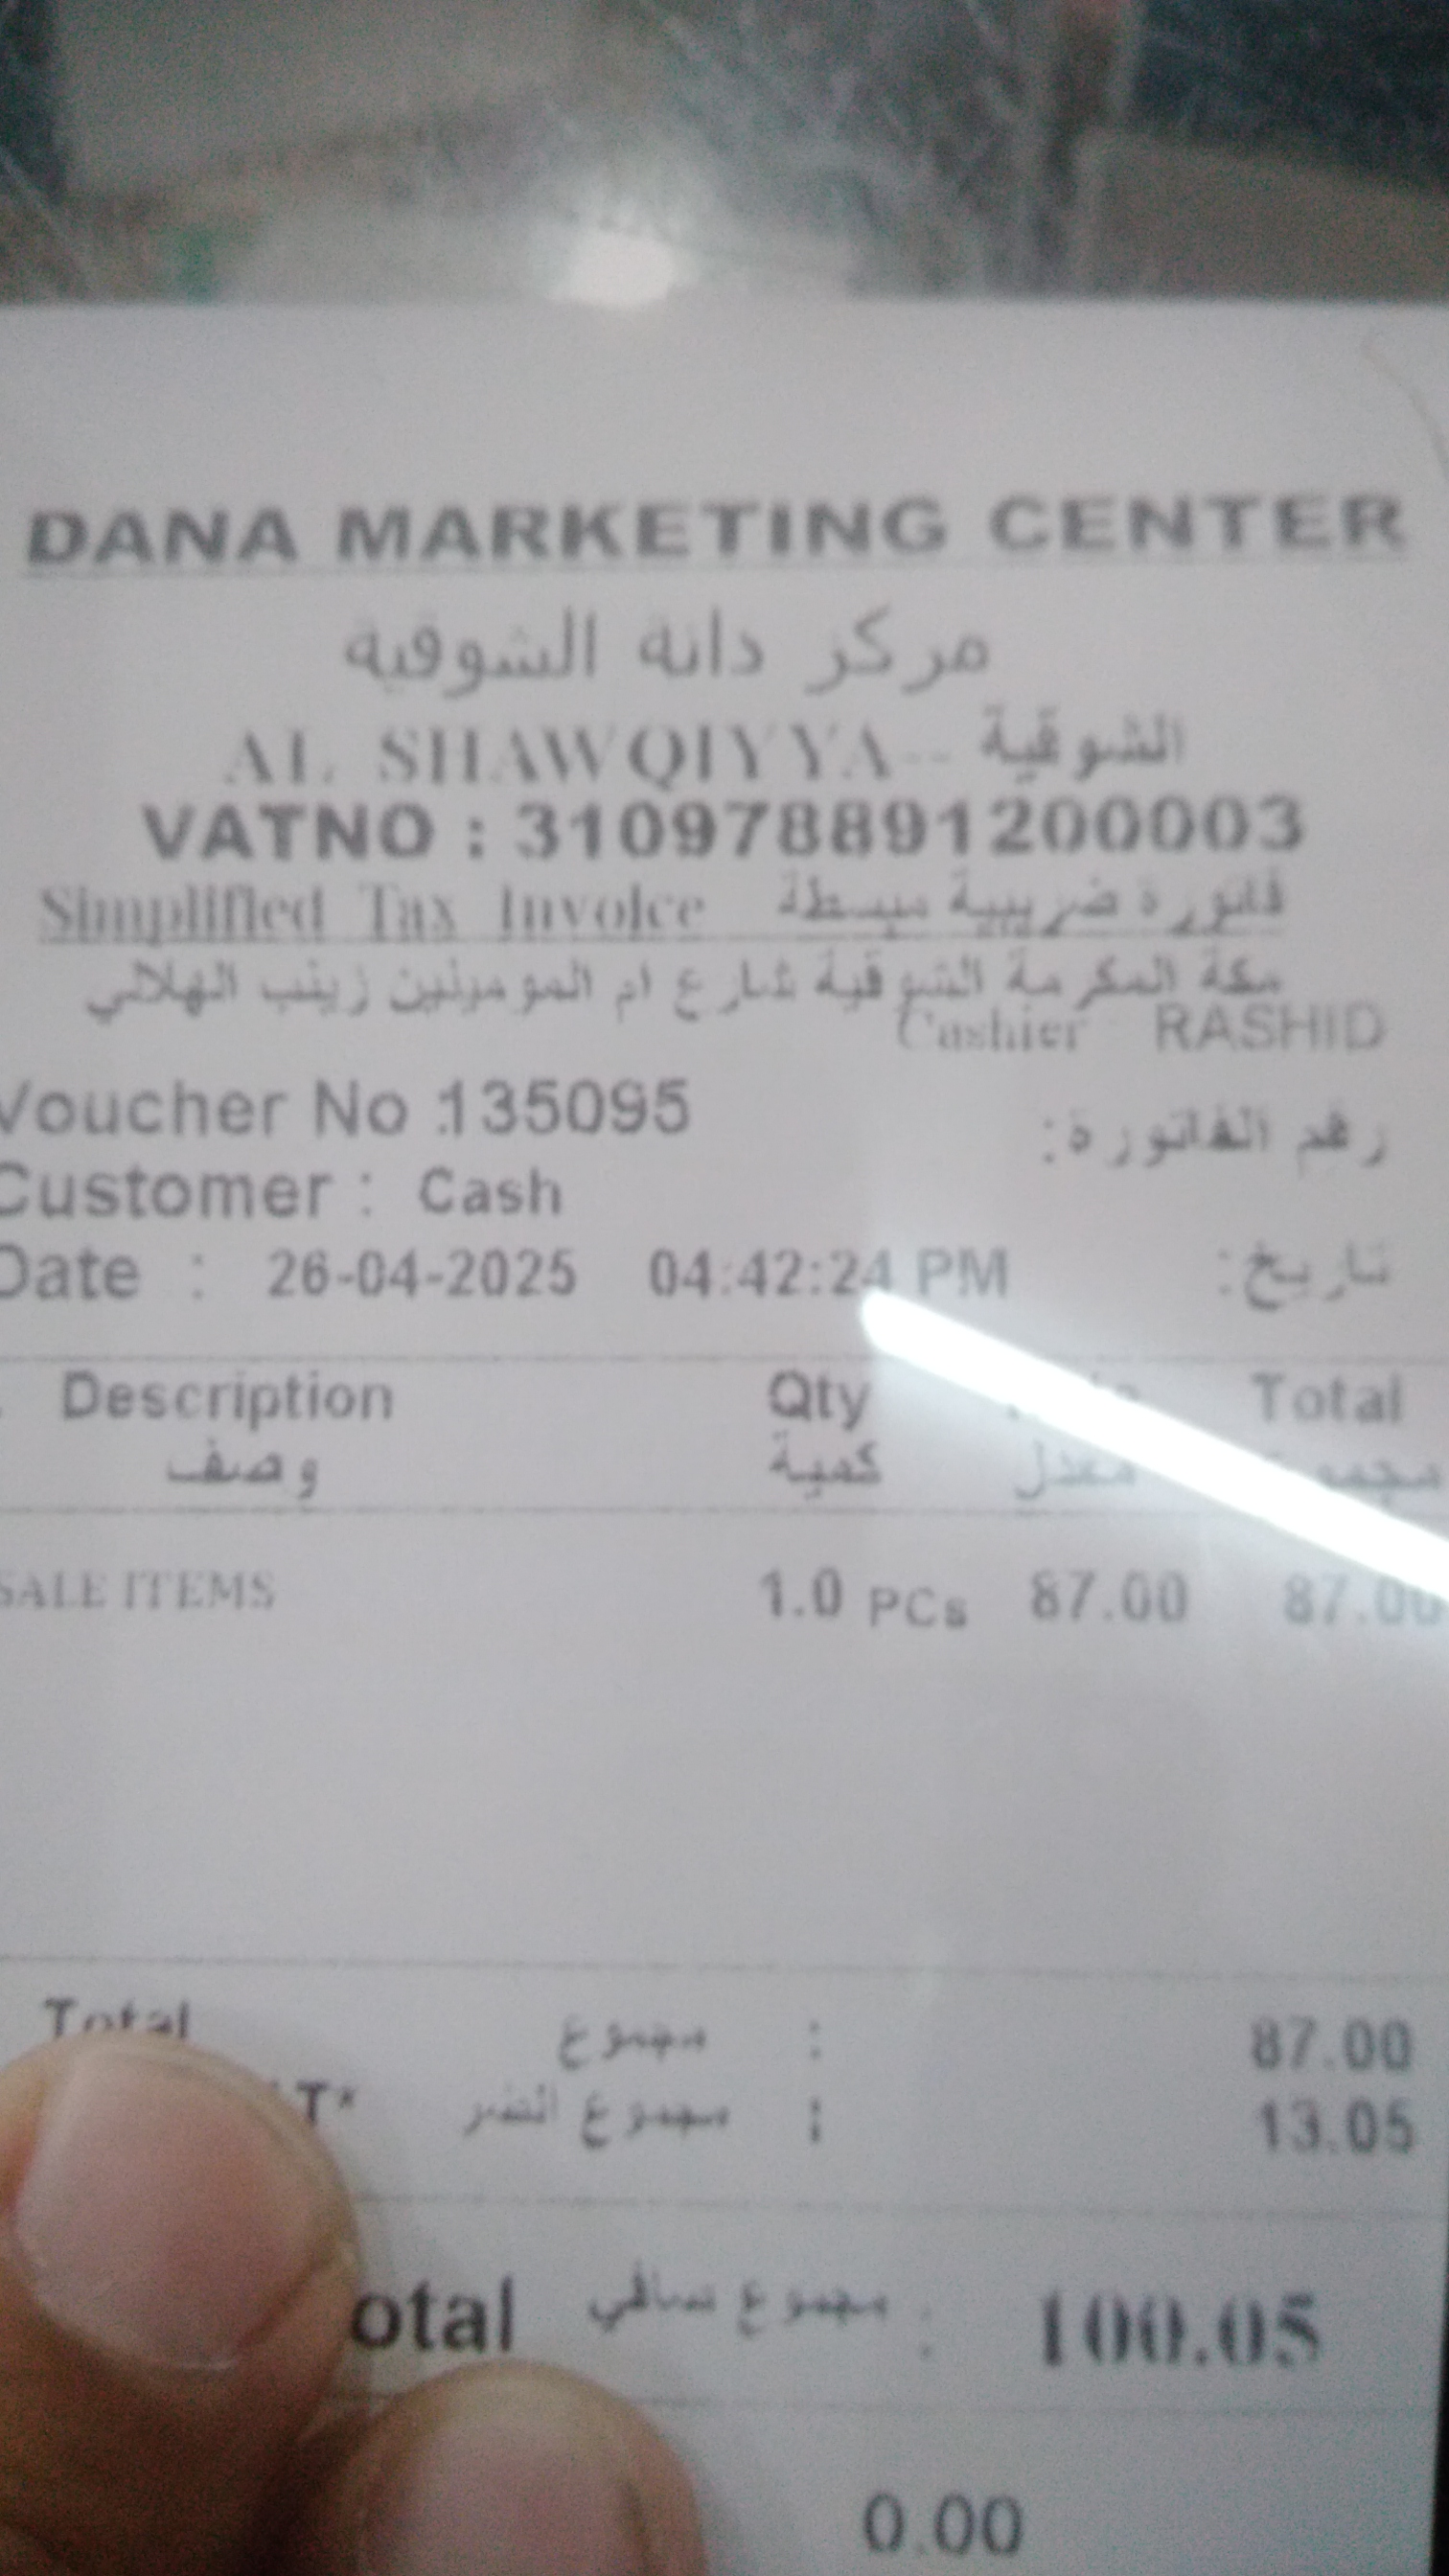 DANA MARKETING CENTER
مركز دانة الشوقية
AL SHAWQIYYA-- الشوقية
VATNO : 310978891200003
Simplified Tax Invoice فاتورة ضريبية مبسطة
مكة المكرمة الشوقية شارع ام المومينين زينب الهلالي
Cashier RASHID
Voucher No :135095 رقم الفاتورة:
Customer : Cash
Date : 26-04-2025 04:42:24 PM تاريخ:
Description Qty Total
وصف كمية معدل
SALE ITEMS 1.0 PCs 87.00 87.00
Total مجموع : 87.00
T* مجموع الضر : 13.05
otal مجموع صافي : 100.05
0.00